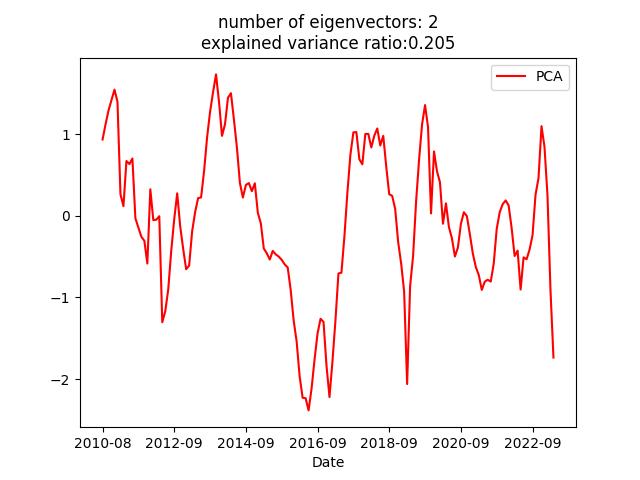 number of eigenvectors: 2
explained variance ratio:0.205
PCA
1
0
−1
−2
2010-08 2012-09 2014-09 2016-09 2018-09 2020-09 2022-09
Date